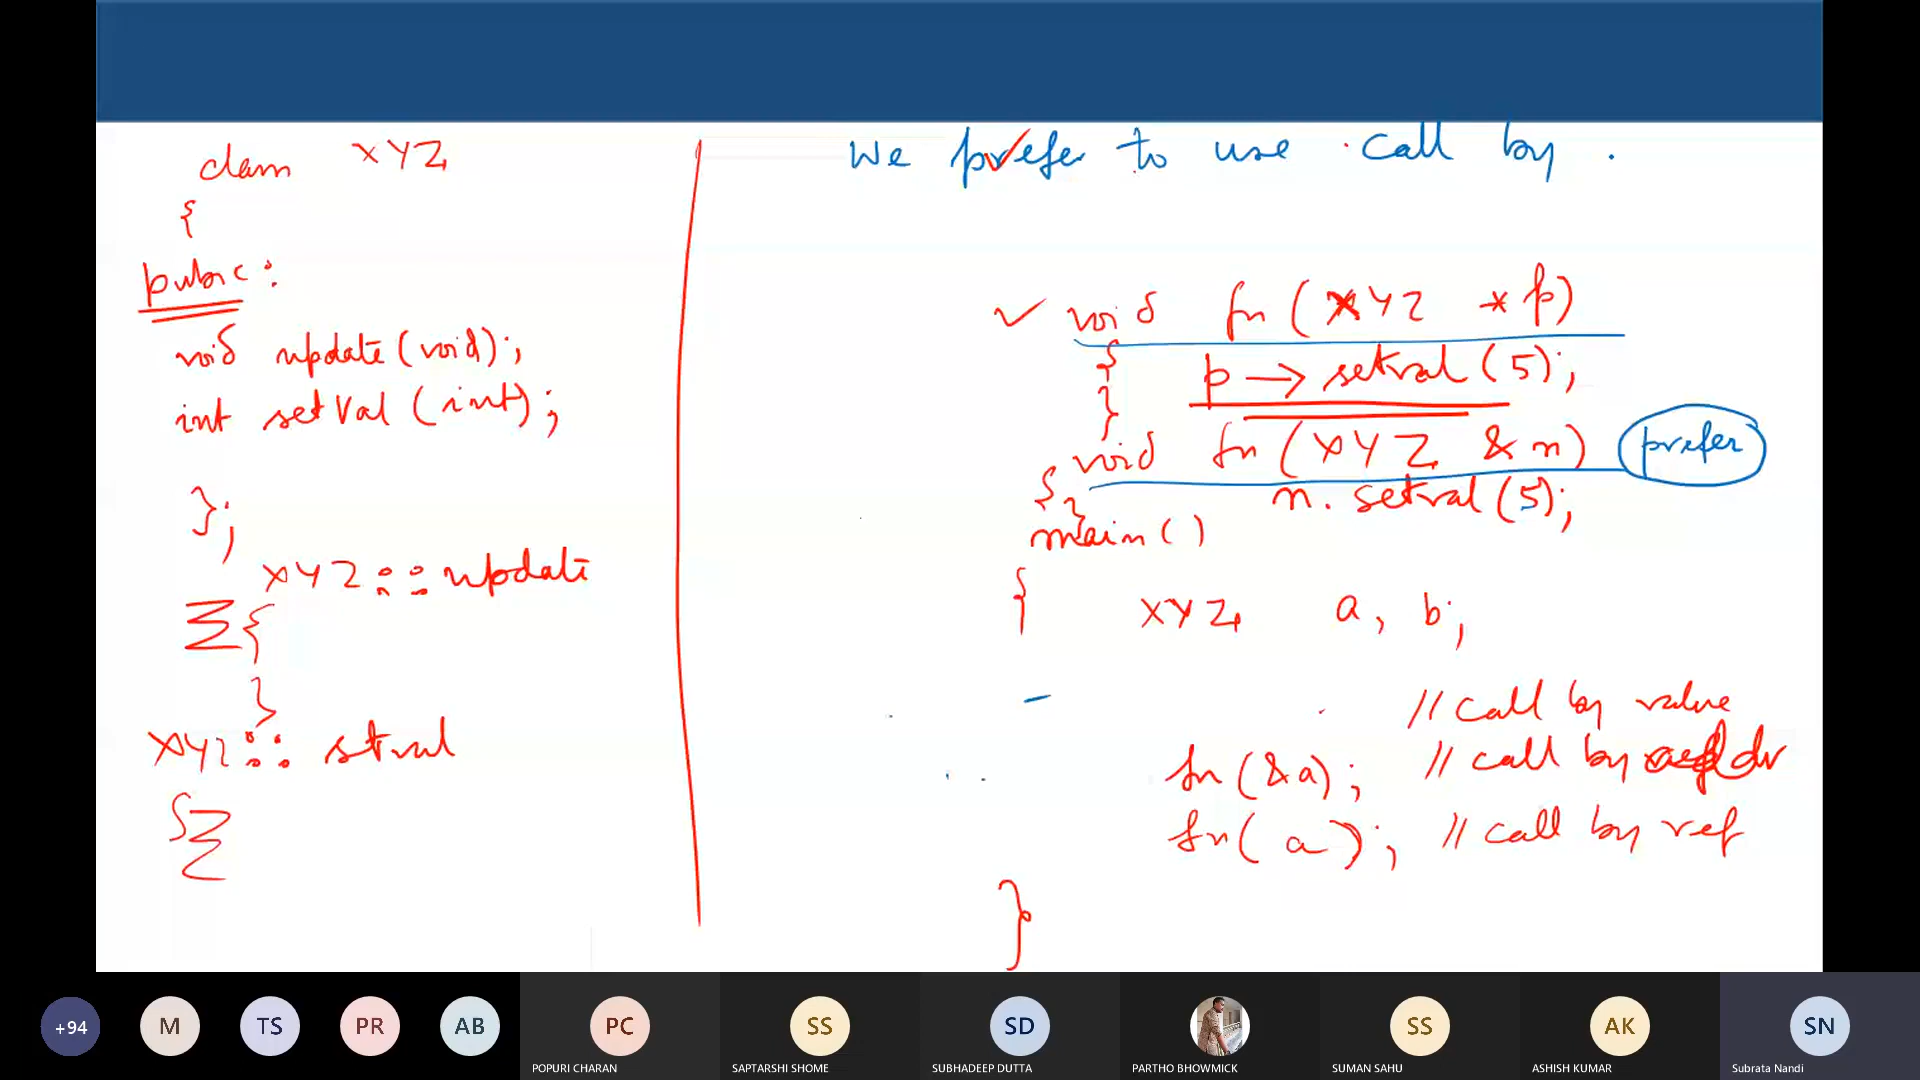 class XYZ
{
public:
void update(void);
int setVal(int);
};
XYZ::update
{
}
XYZ::setval
{
We prefer to use call by
void fn(XYZ *p)
{
p → setval(5);
}
void fn(XYZ &n) prefer
{ n.setval(5);
}
main()
{
XYZ a, b;
//call by value
fn(&a); //call by
fn(a); //call by ref
}
+94
M
TS
PR
AB
PC
SS
SD
SS
AK
SN
POPURI CHARAN
SAPTARSHI SHOME
SUBHADEEP DUTTA
PARTHO BHOWMICK
SUMAN SAHU
ASHISH KUMAR
Subrata Nandi